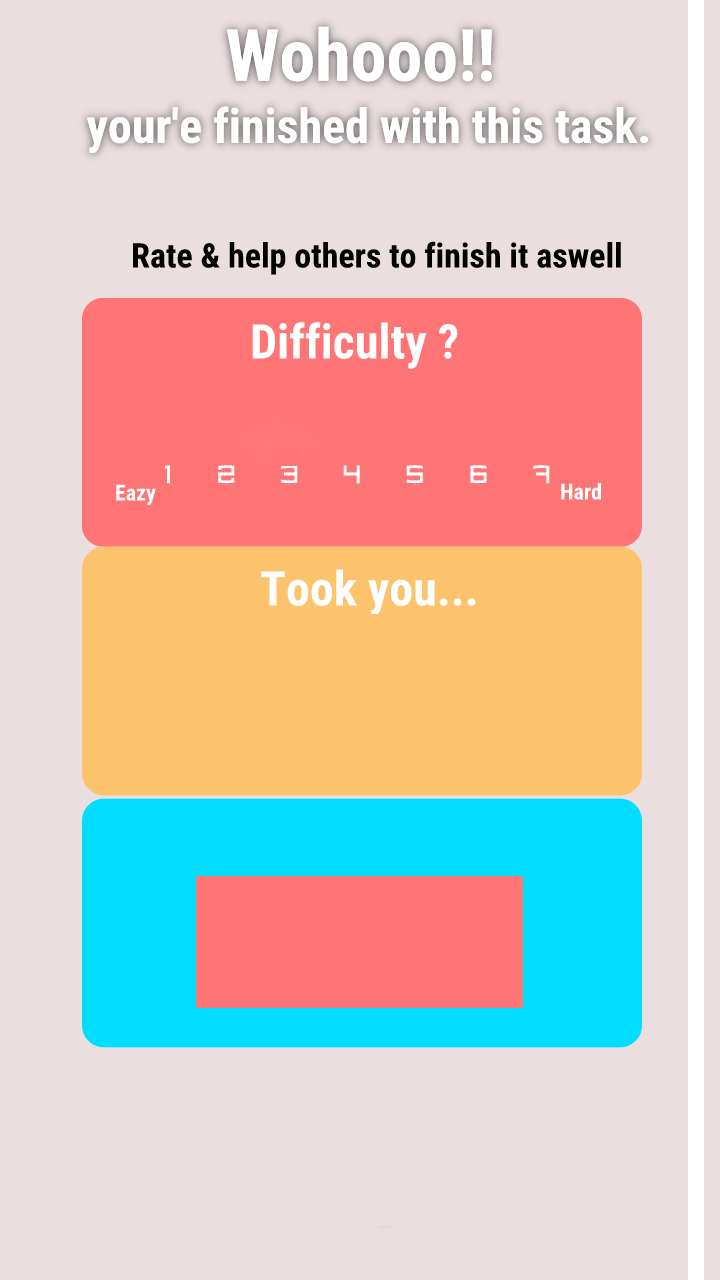 Wohooo!!
your'e finished with this task.
Rate & help others to finish it aswell
Difficulty ?
1 2 3 4 5 6 7
Eazy Hard
Took you...